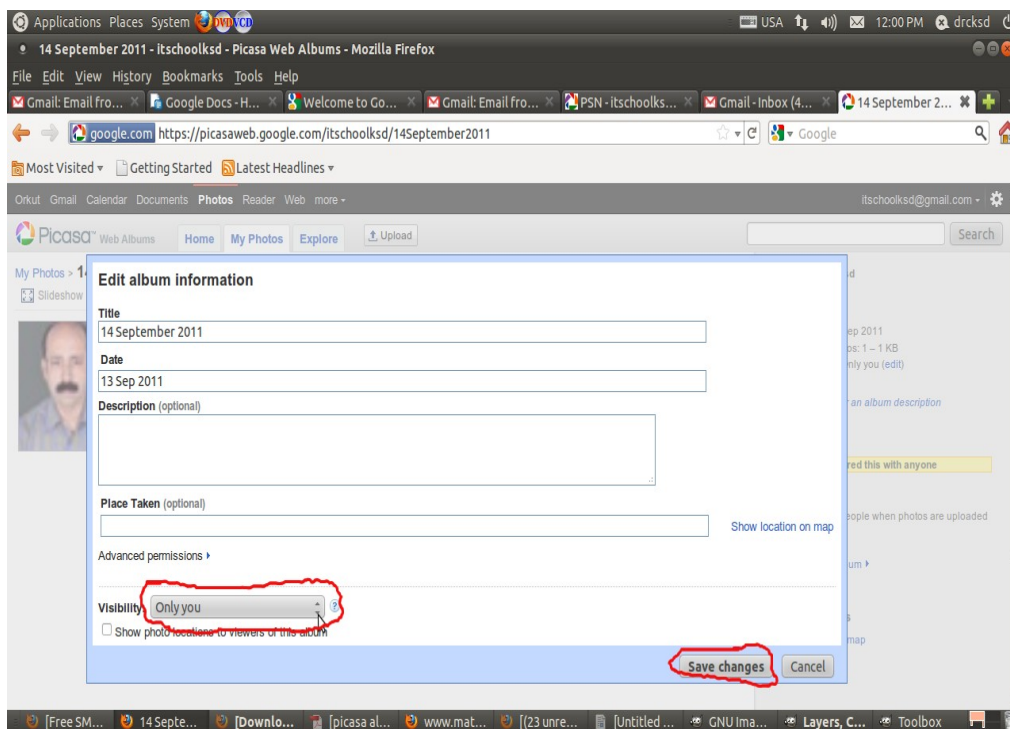 Applications Places System DVD VCD USA 12:00 PM drcksd
14 September 2011 - itschoolksd - Picasa Web Albums - Mozilla Firefox
File Edit View History Bookmarks Tools Help
Gmail: Email fro... Google Docs - H... Welcome to Go... Gmail: Email fro... PSN - itschoolks... Gmail - Inbox (4... 14 September 2...
google.com https://picasaweb.google.com/itschoolksd/14September2011 Google
Most Visited Getting Started Latest Headlines
Orkut Gmail Calendar Documents Photos Reader Web more itschoolksd@gmail.com
Picasa™ Web Albums Home My Photos Explore Upload Search
My Photos > 14
Slideshow
Edit album information
Title
14 September 2011
Date
13 Sep 2011
Description (optional)
Place Taken (optional)
Show location on map
Advanced permissions
Visibility Only you ?
Show photo locations to viewers of this album
Save changes Cancel
ep 2011
os: 1 – 1 KB
nly you (edit)
an album description
red this with anyone
eople when photos are uploaded
um
map
[Free SM... 14 Septe... [Downlo... [picasa al... www.mat... [(23 unre... [Untitled ... GNU Ima... Layers, C... Toolbox